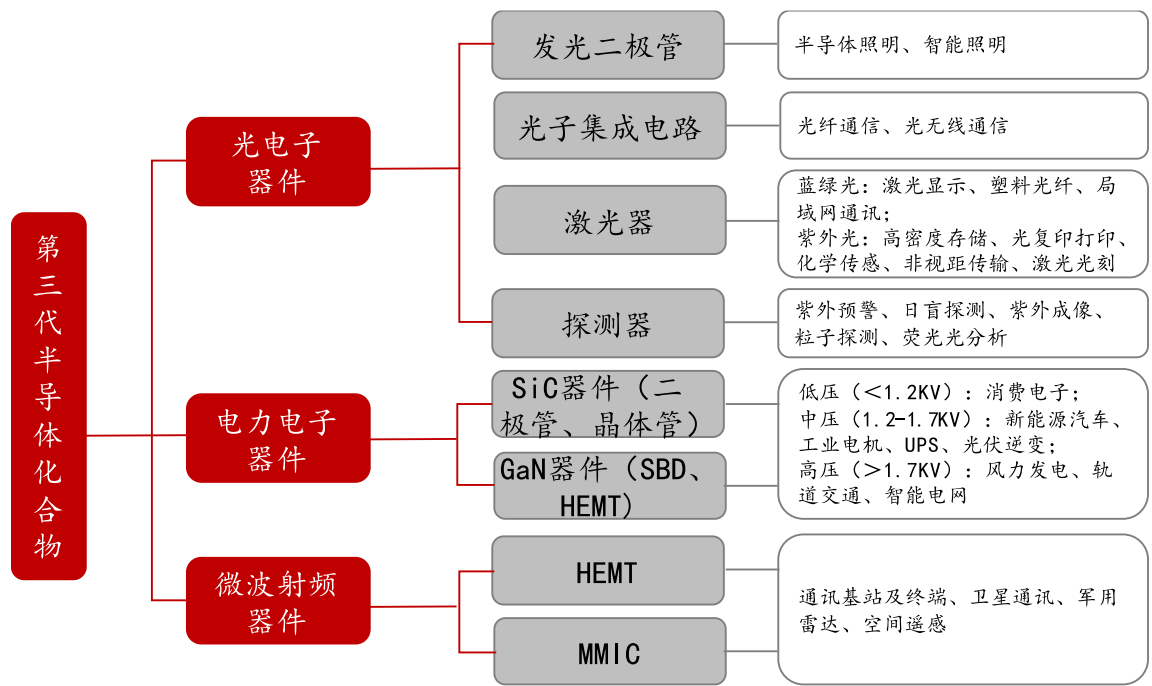 第三代半导体化合物
光电子
器件
发光二极管
半导体照明、智能照明
光子集成电路
光纤通信、光无线通信
激光器
蓝绿光：激光显示、塑料光纤、局
域网通讯；
紫外光：高密度存储、光复印打印、
化学传感、非视距传输、激光光刻
探测器
紫外预警、日盲探测、紫外成像、
粒子探测、荧光光分析
电力电子
器件
SiC器件（二
极管、晶体管）
GaN器件（SBD、
HEMT）
低压（＜1.2KV）：消费电子；
中压（1.2-1.7KV）：新能源汽车、
工业电机、UPS、光伏逆变；
高压（＞1.7KV）：风力发电、轨
道交通、智能电网
微波射频
器件
HEMT
MMIC
通讯基站及终端、卫星通讯、军用
雷达、空间遥感